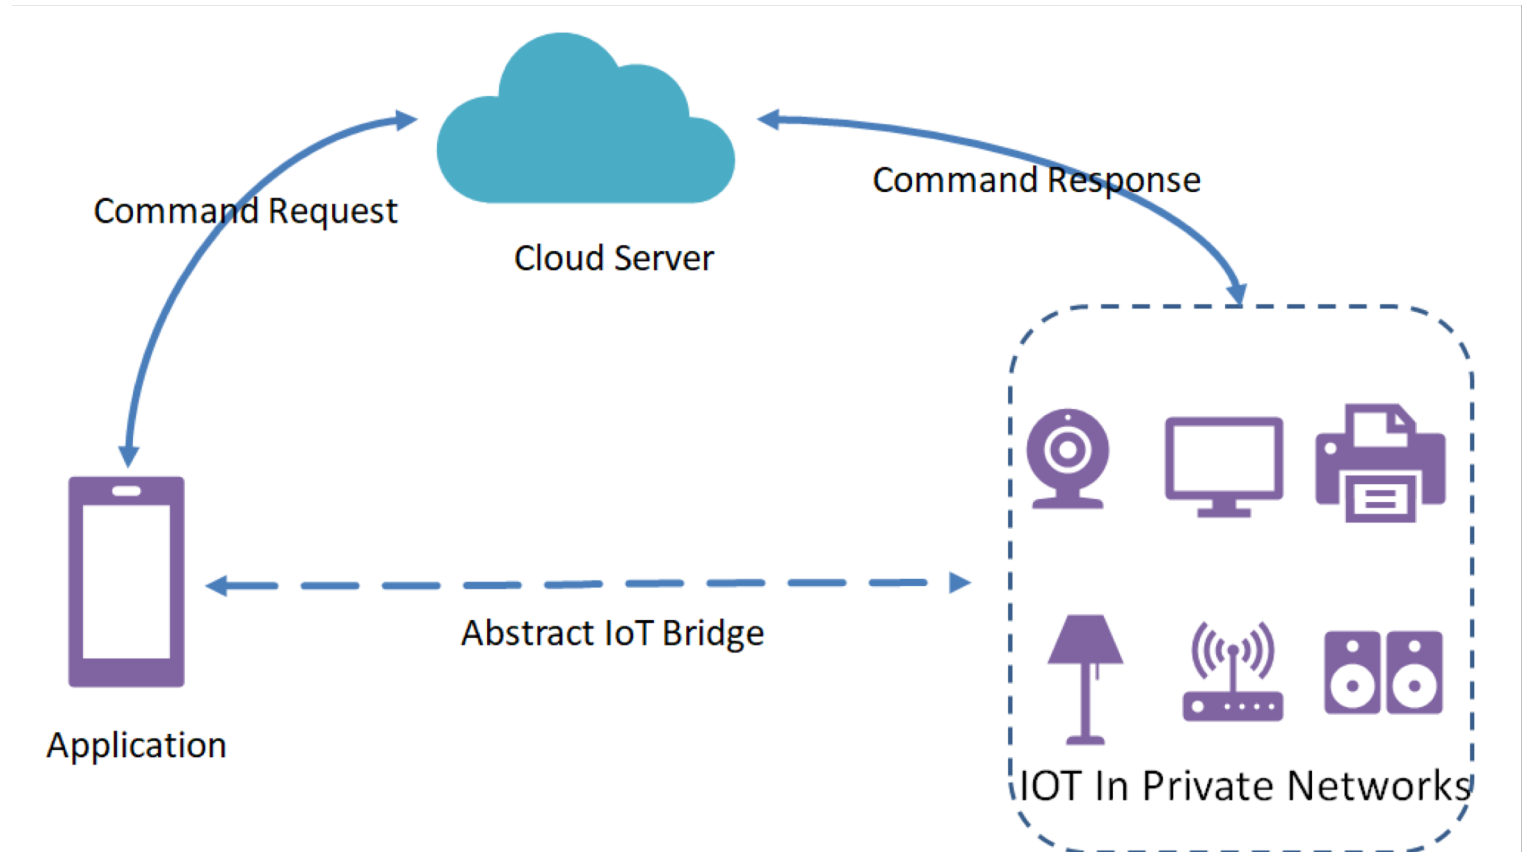 Command Request
Command Response
Cloud Server
Abstract IoT Bridge
Application
IOT In Private Networks